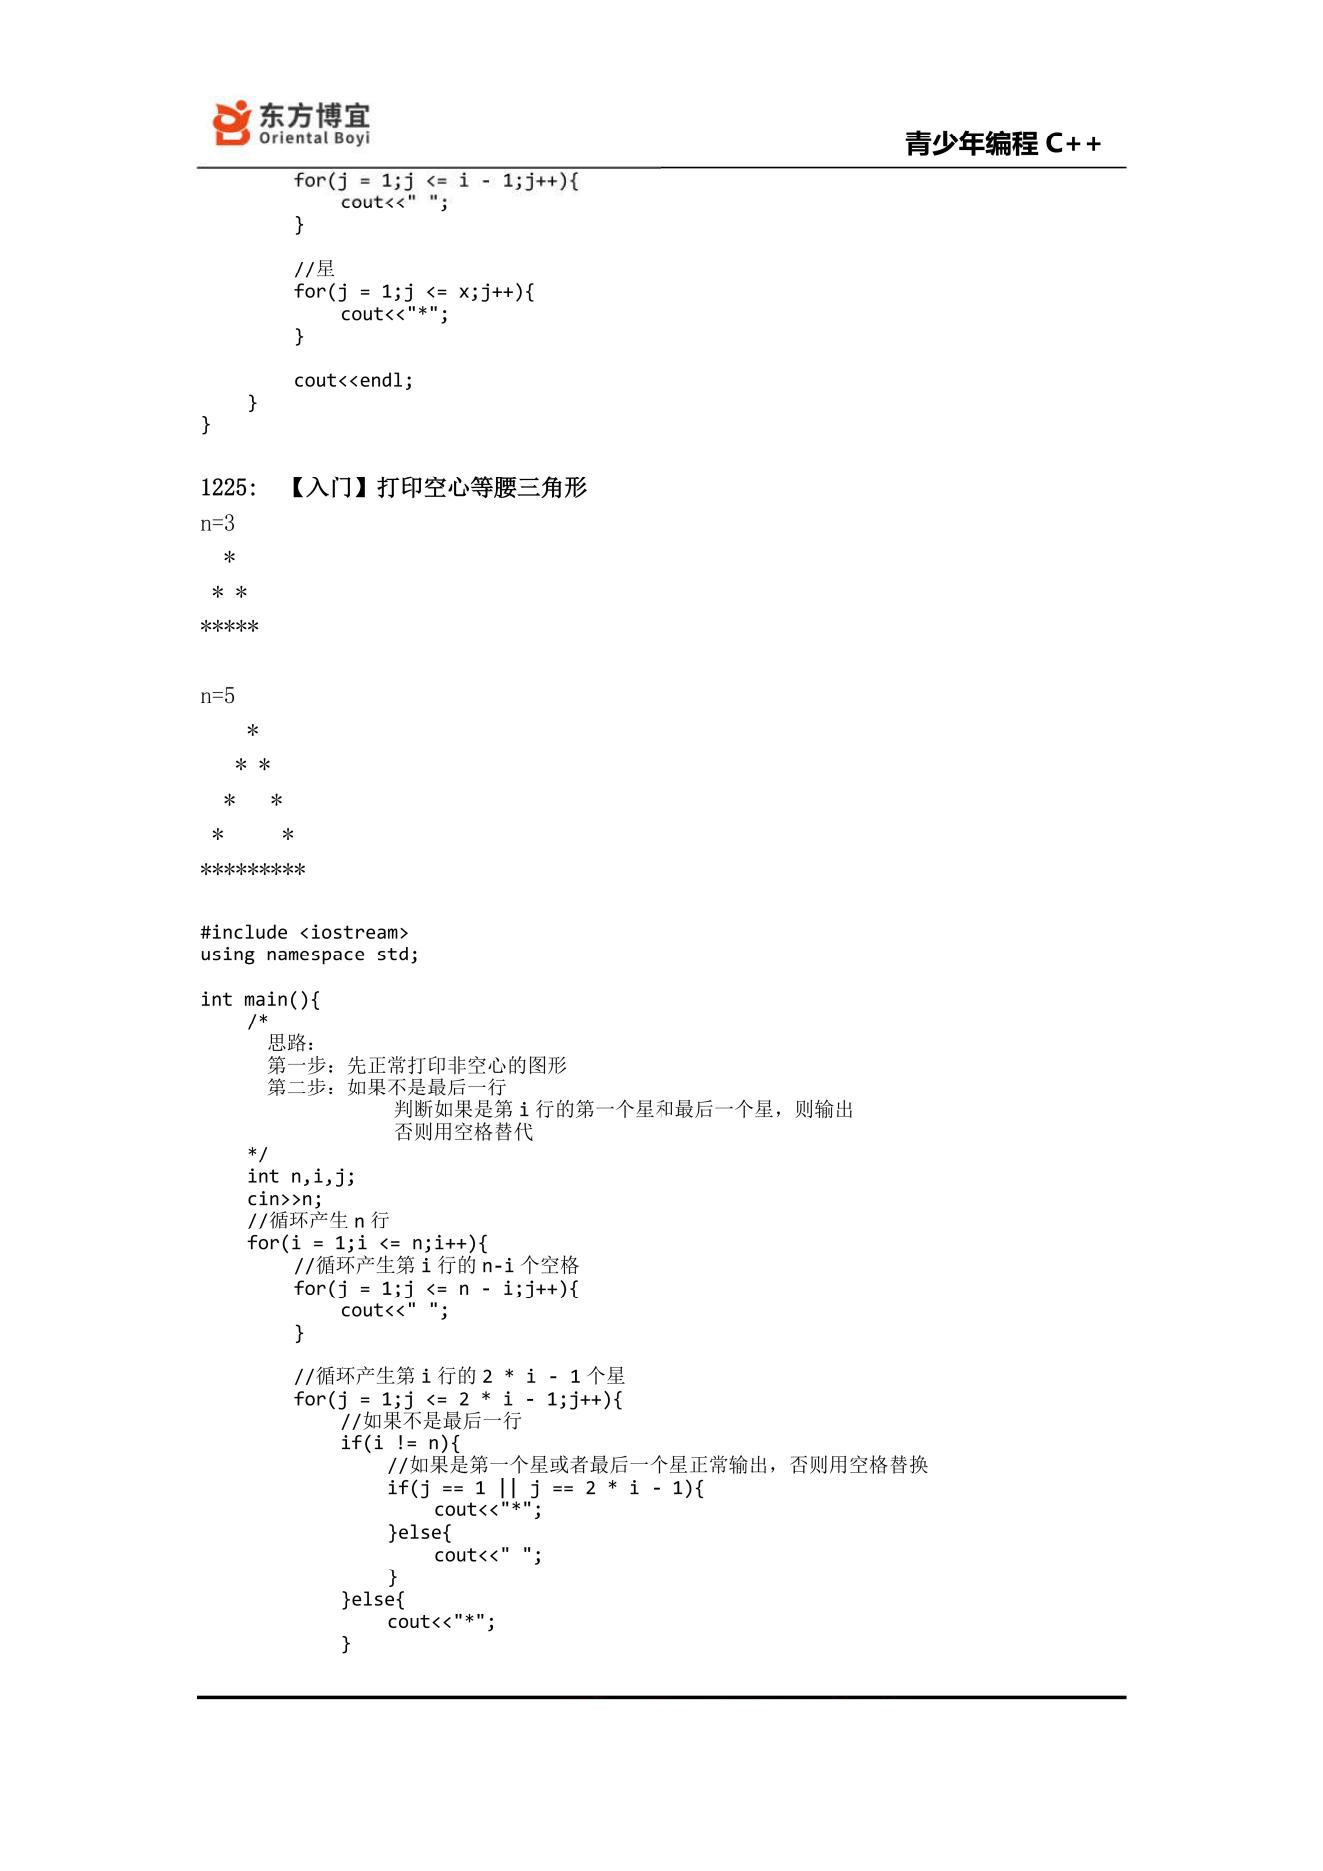 东方博宜
Oriental Boyi
青少年编程 C++
        for(j = 1;j <= i - 1;j++){
            cout<<" ";
        }

        //星
        for(j = 1;j <= x;j++){
            cout<<"*";
        }

        cout<<endl;
    }
}

1225: 【入门】打印空心等腰三角形
n=3
  *
 * *
*****

n=5
    *
   * *
  *   *
 *     *
*********

#include <iostream>
using namespace std;

int main(){
    /*
      思路：
      第一步：先正常打印非空心的图形
      第二步：如果不是最后一行
                 判断如果是第 i 行的第一个星和最后一个星，则输出
                 否则用空格替代
    */
    int n,i,j;
    cin>>n;
    //循环产生 n 行
    for(i = 1;i <= n;i++){
        //循环产生第 i 行的 n-i 个空格
        for(j = 1;j <= n - i;j++){
            cout<<" ";
        }

        //循环产生第 i 行的 2 * i - 1 个星
        for(j = 1;j <= 2 * i - 1;j++){
            //如果不是最后一行
            if(i != n){
                //如果是第一个星或者最后一个星正常输出，否则用空格替换
                if(j == 1 || j == 2 * i - 1){
                    cout<<"*";
                }else{
                    cout<<" ";
                }
            }else{
                cout<<"*";
            }